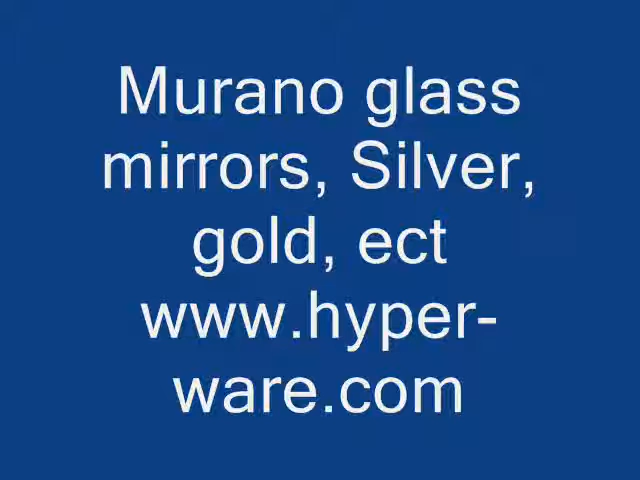 Murano glass
mirrors, Silver,
gold, ect
www.hyper-
ware.com